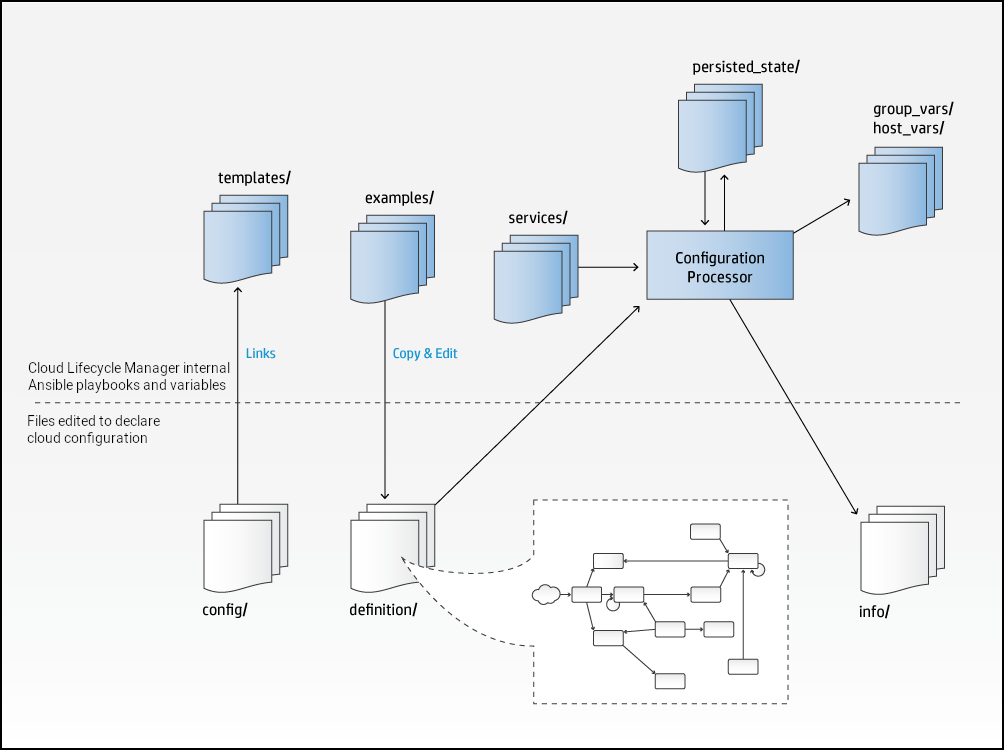 persisted_state/
group_vars/
host_vars/
templates/
examples/
services/
Configuration
Processor
Links
Copy & Edit
Cloud Lifecycle Manager internal
Ansible playbooks and variables
Files edited to declare
cloud configuration
config/
definition/
info/